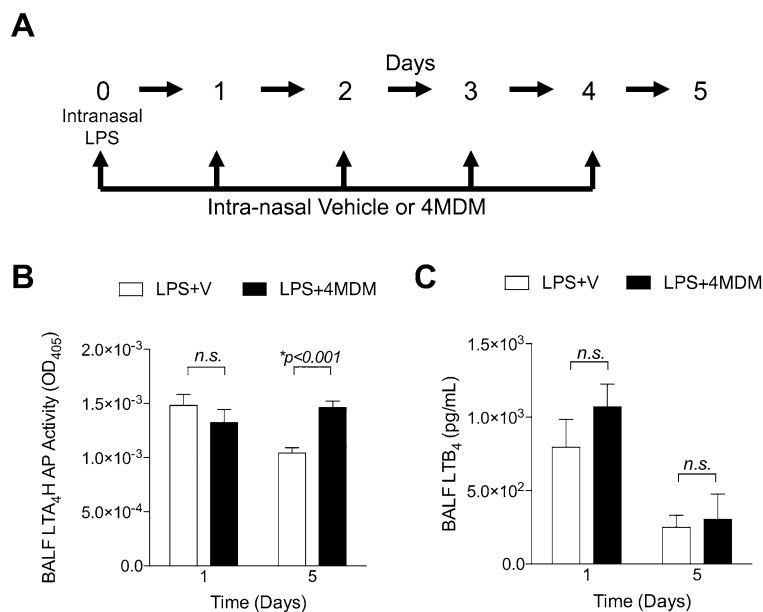 A
Days
0 1 2 3 4 5
Intranasal
LPS
Intra-nasal Vehicle or 4MDM
B
LPS+V LPS+4MDM
BALF LTA4H AP Activity (OD405)
2.0×10-3
1.5×10-3
1.0×10-3
5.0×10-4
0.0
n.s.
*p<0.001
1 5
Time (Days)
C
LPS+V LPS+4MDM
BALF LTB4 (pg/mL)
1.5×103
1.0×103
5.0×102
0.0
n.s.
n.s.
1 5
Time (Days)